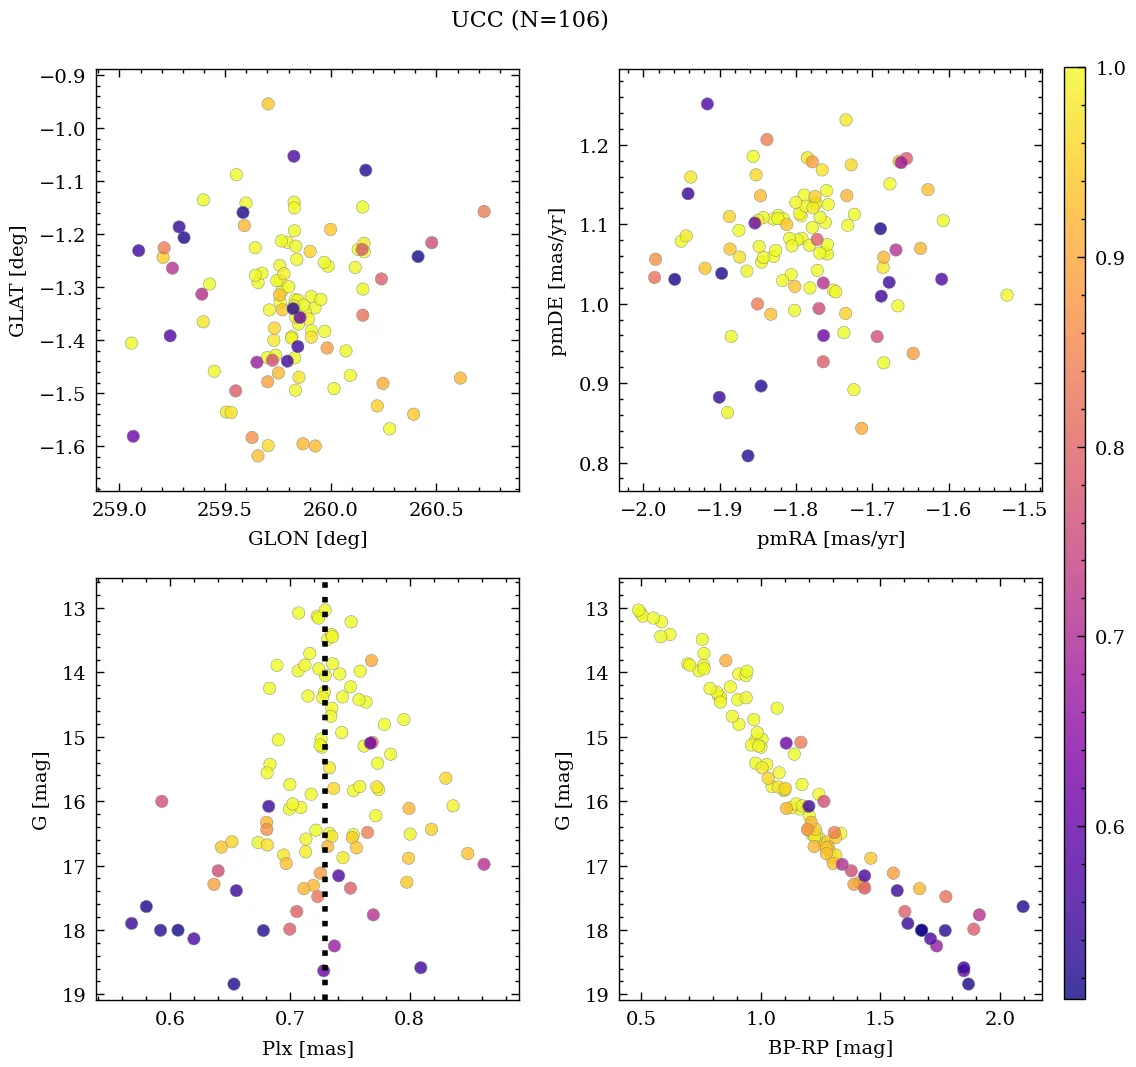 UCC (N=106)
−0.9
−1.0
−1.1
−1.2
−1.3
−1.4
−1.5
−1.6
GLAT [deg]
259.0 259.5 260.0 260.5
GLON [deg]
1.2
1.1
1.0
0.9
0.8
pmDE [mas/yr]
−2.0 −1.9 −1.8 −1.7 −1.6 −1.5
pmRA [mas/yr]
1.0
0.9
0.8
0.7
0.6
13
14
15
16
17
18
19
G [mag]
0.6 0.7 0.8
Plx [mas]
13
14
15
16
17
18
19
G [mag]
0.5 1.0 1.5 2.0
BP-RP [mag]